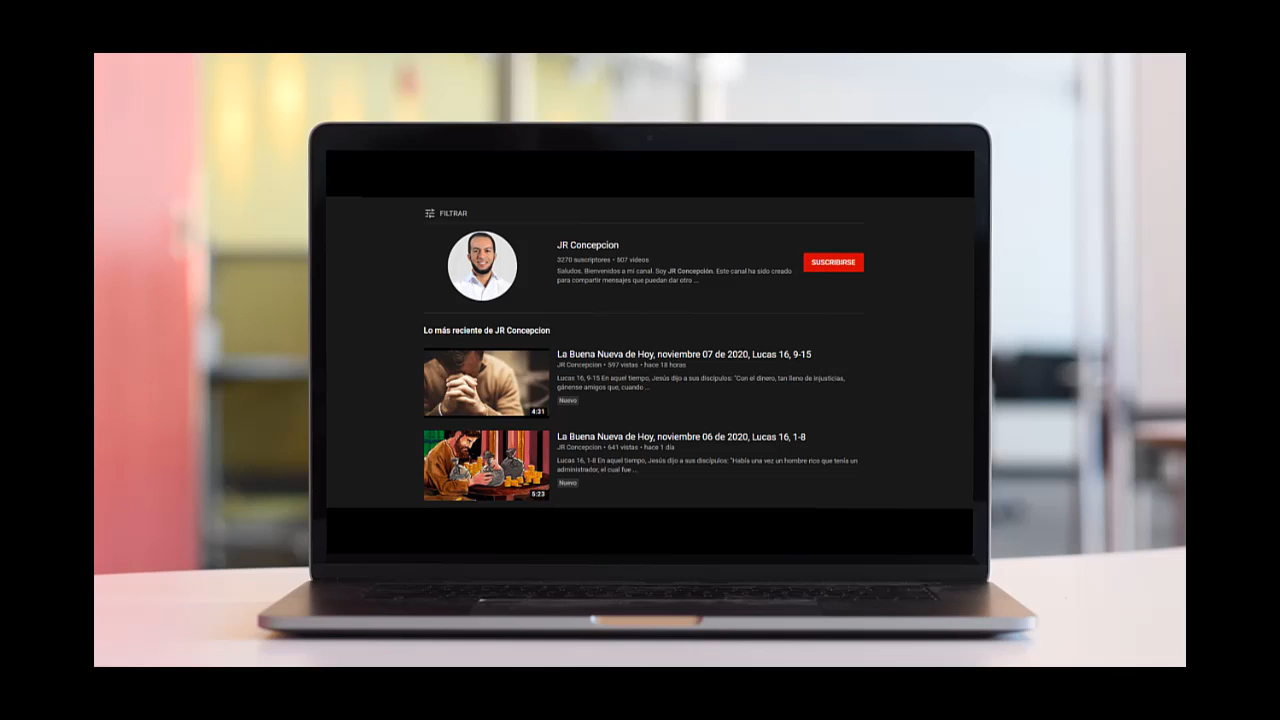 FILTRAR
JR Concepcion
3270 suscriptores • 507 videos
Saludos. Bienvenidos a mi canal. Soy JR Concepción. Este canal ha sido creado
para compartir mensajes que puedan dar otro ...
SUSCRIBIRSE
Lo más reciente de JR Concepcion
La Buena Nueva de Hoy, noviembre 07 de 2020, Lucas 16, 9-15
JR Concepcion • 597 vistas • hace 18 horas
Lucas 16, 9-15 En aquel tiempo, Jesús dijo a sus discípulos: "Con el dinero, tan lleno de injusticias,
gánense amigos que, cuando ...
Nuevo
4:31
La Buena Nueva de Hoy, noviembre 06 de 2020, Lucas 16, 1-8
JR Concepcion • 641 vistas • hace 1 día
Lucas 16, 1-8 En aquel tiempo, Jesús dijo a sus discípulos: "Había una vez un hombre rico que tenía un
administrador, el cual fue ...
Nuevo
5:23